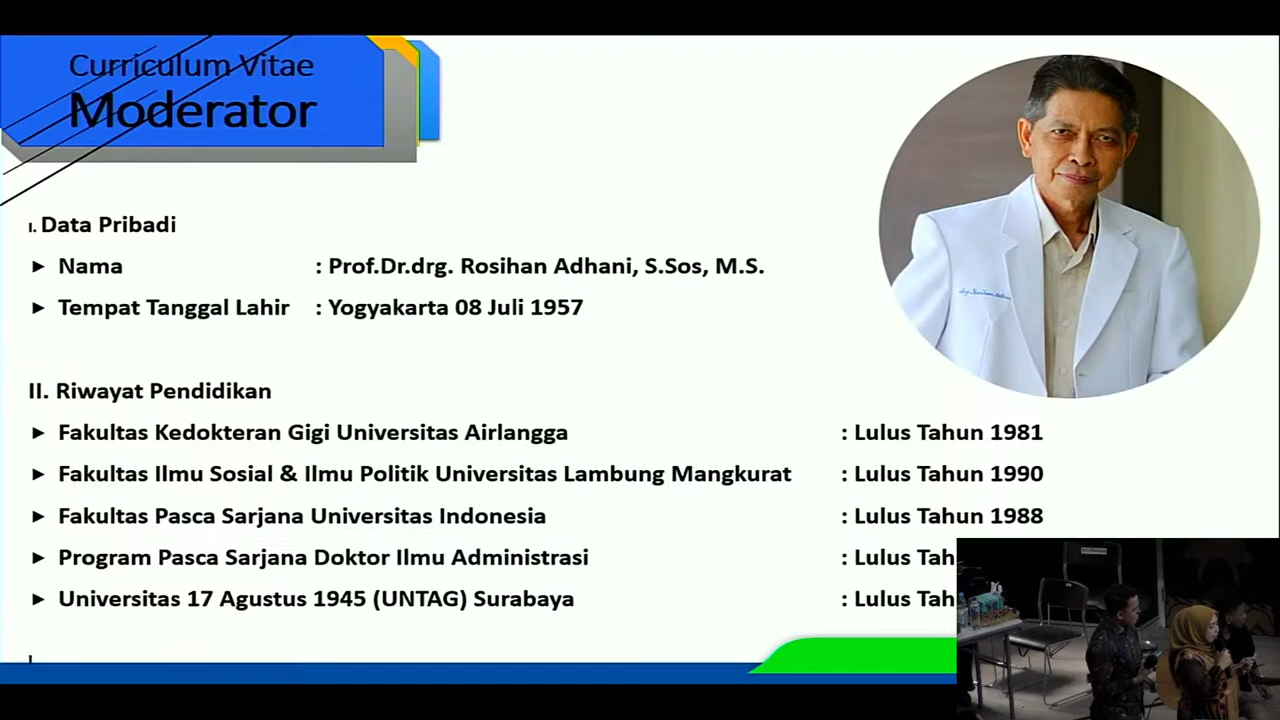 Curriculum Vitae
Moderator
I. Data Pribadi
► Nama : Prof.Dr.drg. Rosihan Adhani, S.Sos, M.S.
► Tempat Tanggal Lahir : Yogyakarta 08 Juli 1957
II. Riwayat Pendidikan
► Fakultas Kedokteran Gigi Universitas Airlangga : Lulus Tahun 1981
► Fakultas Ilmu Sosial & Ilmu Politik Universitas Lambung Mangkurat : Lulus Tahun 1990
► Fakultas Pasca Sarjana Universitas Indonesia : Lulus Tahun 1988
► Program Pasca Sarjana Doktor Ilmu Administrasi : Lulus Tah
► Universitas 17 Agustus 1945 (UNTAG) Surabaya : Lulus Tah